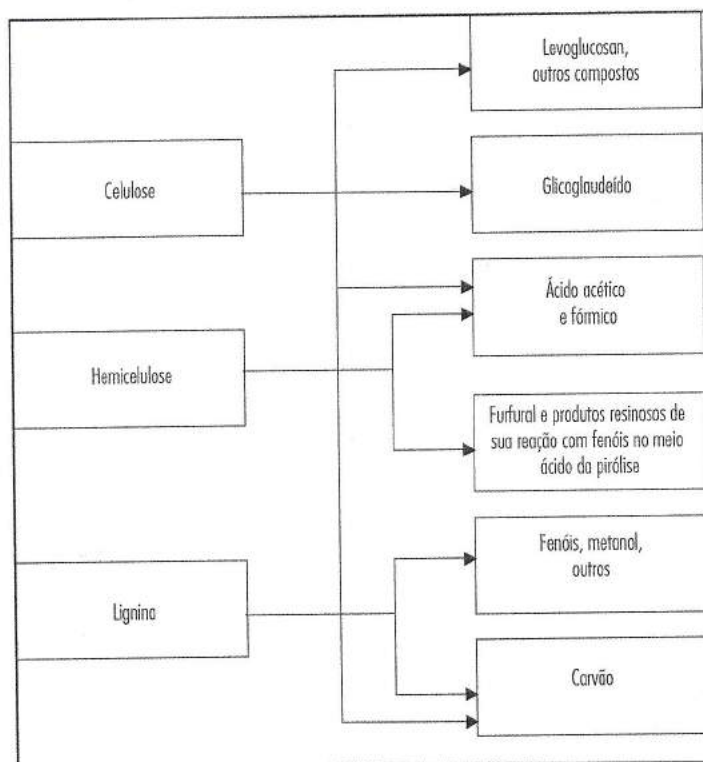 Levoglucosan,
outros compostos
Celulose
Glicoglaudeído
Ácido acético
e fórmico
Hemicelulose
Furfural e produtos resinosos de
sua reação com fenóis no meio
ácido da pirólise
Fenóis, metanol,
outros
Lignina
Carvão